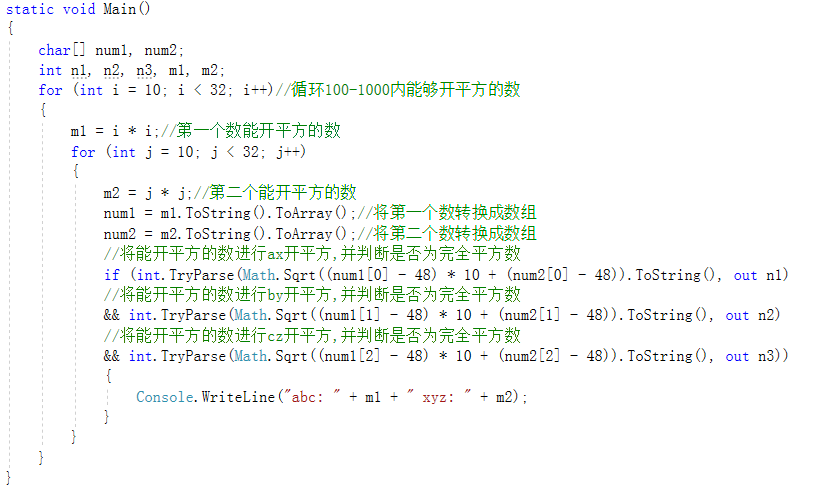 static void Main()
{
char[] num1, num2;
int n1, n2, n3, m1, m2;
for (int i = 10; i < 32; i++)//循环100-1000内能够开平方的数
{
m1 = i * i;//第一个数能开平方的数
for (int j = 10; j < 32; j++)
{
m2 = j * j;//第二个能开平方的数
num1 = m1.ToString().ToArray();//将第一个数转换成数组
num2 = m2.ToString().ToArray();//将第二个数转换成数组
//将能开平方的数进行ax开平方,并判断是否为完全平方数
if (int.TryParse(Math.Sqrt((num1[0] - 48) * 10 + (num2[0] - 48)).ToString(), out n1)
//将能开平方的数进行by开平方,并判断是否为完全平方数
&& int.TryParse(Math.Sqrt((num1[1] - 48) * 10 + (num2[1] - 48)).ToString(), out n2)
//将能开平方的数进行cz开平方,并判断是否为完全平方数
&& int.TryParse(Math.Sqrt((num1[2] - 48) * 10 + (num2[2] - 48)).ToString(), out n3))
{
Console.WriteLine("abc: " + m1 + " xyz: " + m2);
}
}
}
}